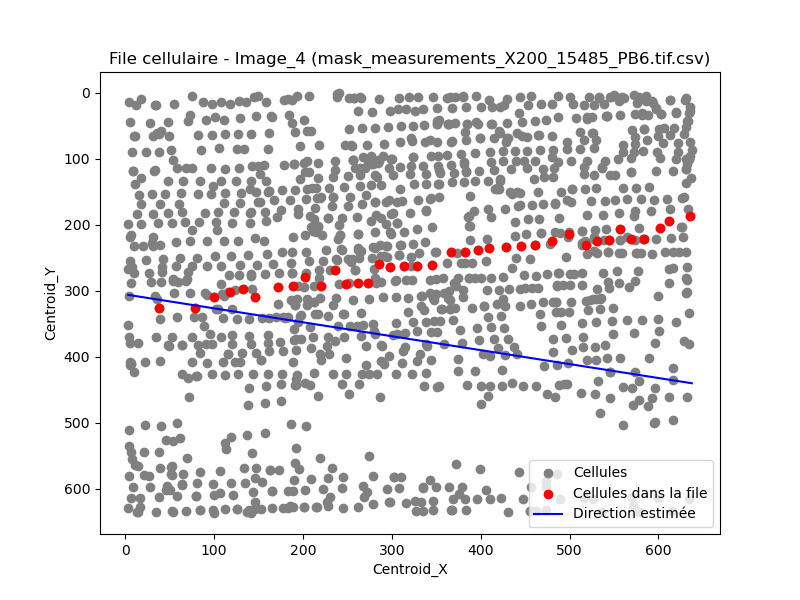 File cellulaire - Image_4 (mask_measurements_X200_15485_PB6.tif.csv)
0
100
200
300
400
500
600
Centroid_Y
Cellules
Cellules dans la file
Direction estimée
0 100 200 300 400 500 600
Centroid_X